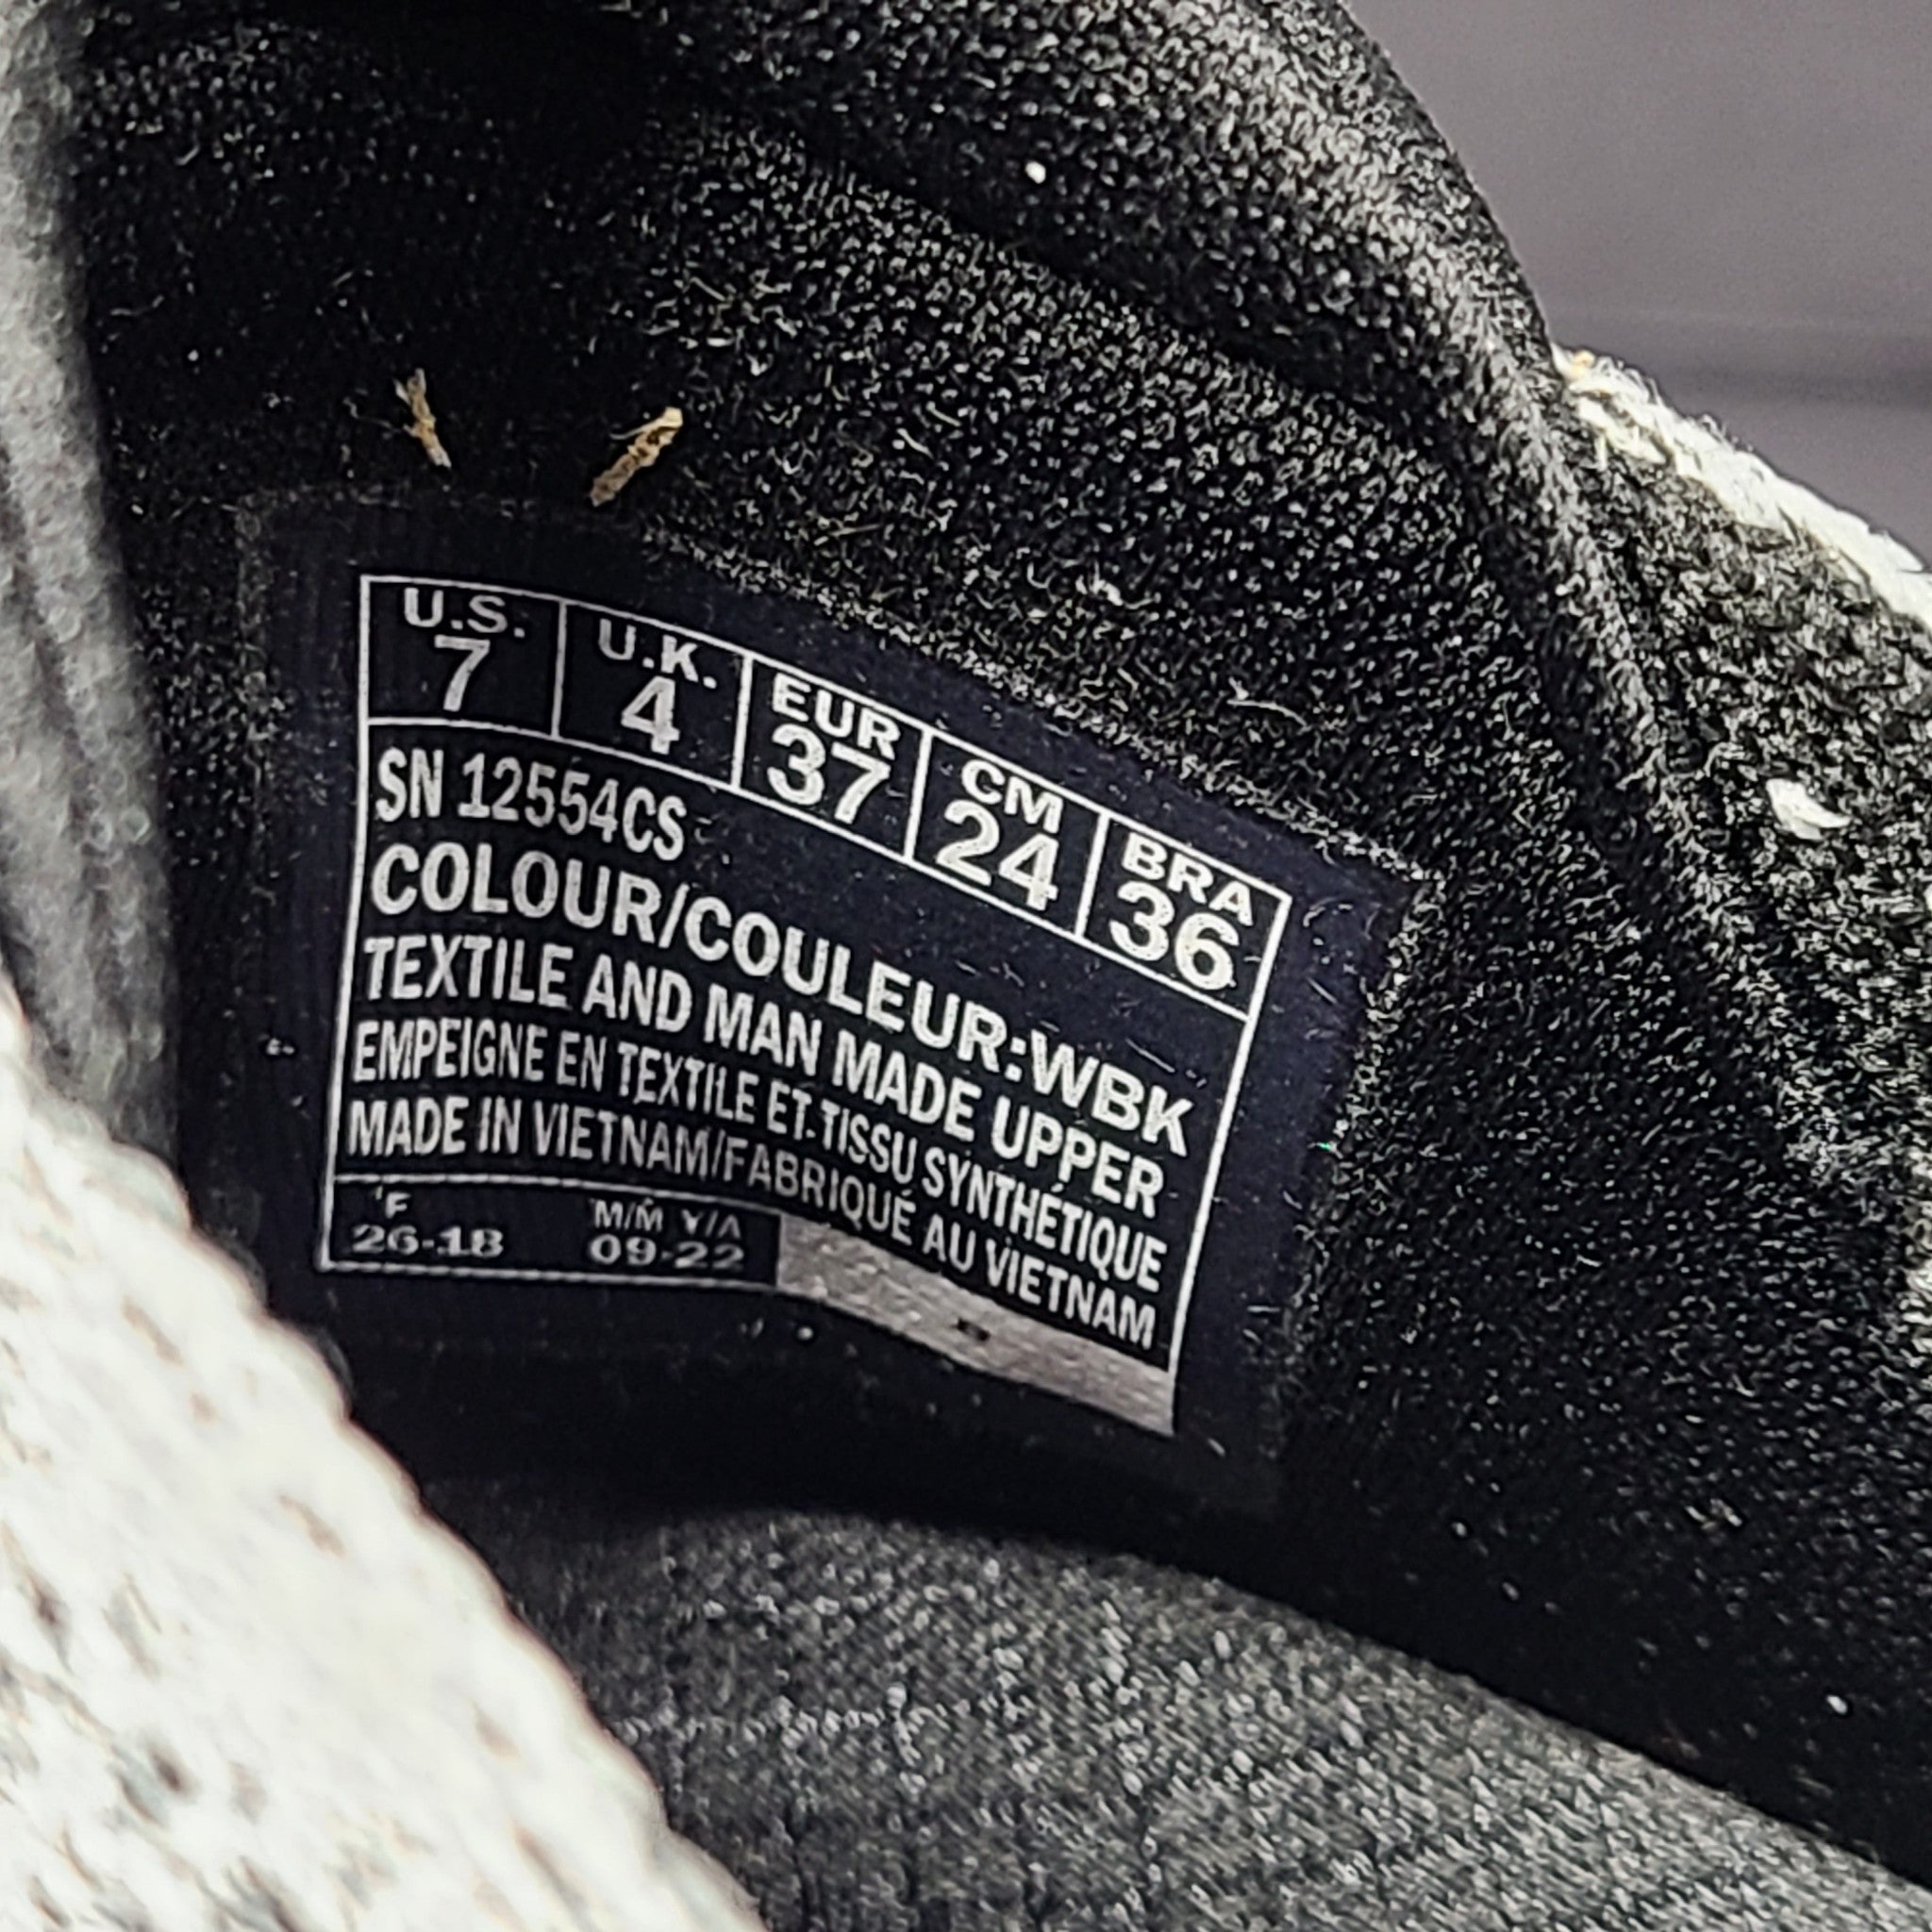 U.S. U.K. EUR CM BRA
7 4 37 24 36
SN 12554CS
COLOUR/COULEUR:WBK
TEXTILE AND MAN MADE UPPER
EMPEIGNE EN TEXTILE ET TISSU SYNTHÉTIQUE
MADE IN VIETNAM/FABRIQUÉ AU VIETNAM
F M/M Y/A
26-18 09-22